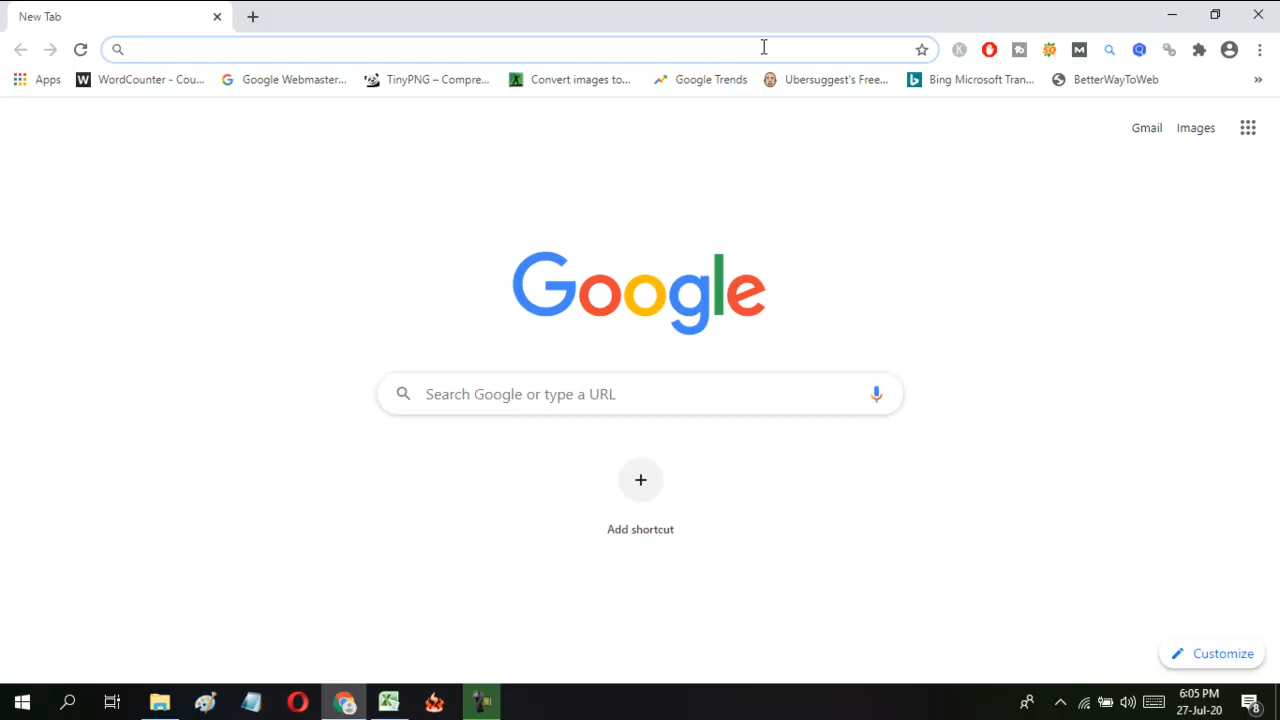 New Tab
Apps
WordCounter - Cou...
Google Webmaster...
TinyPNG – Compre...
Convert images to...
Google Trends
Ubersuggest's Free...
Bing Microsoft Tran...
BetterWayToWeb
»
Gmail
Images
Google
Search Google or type a URL
Add shortcut
Customize
6:05 PM
27-Jul-20
8